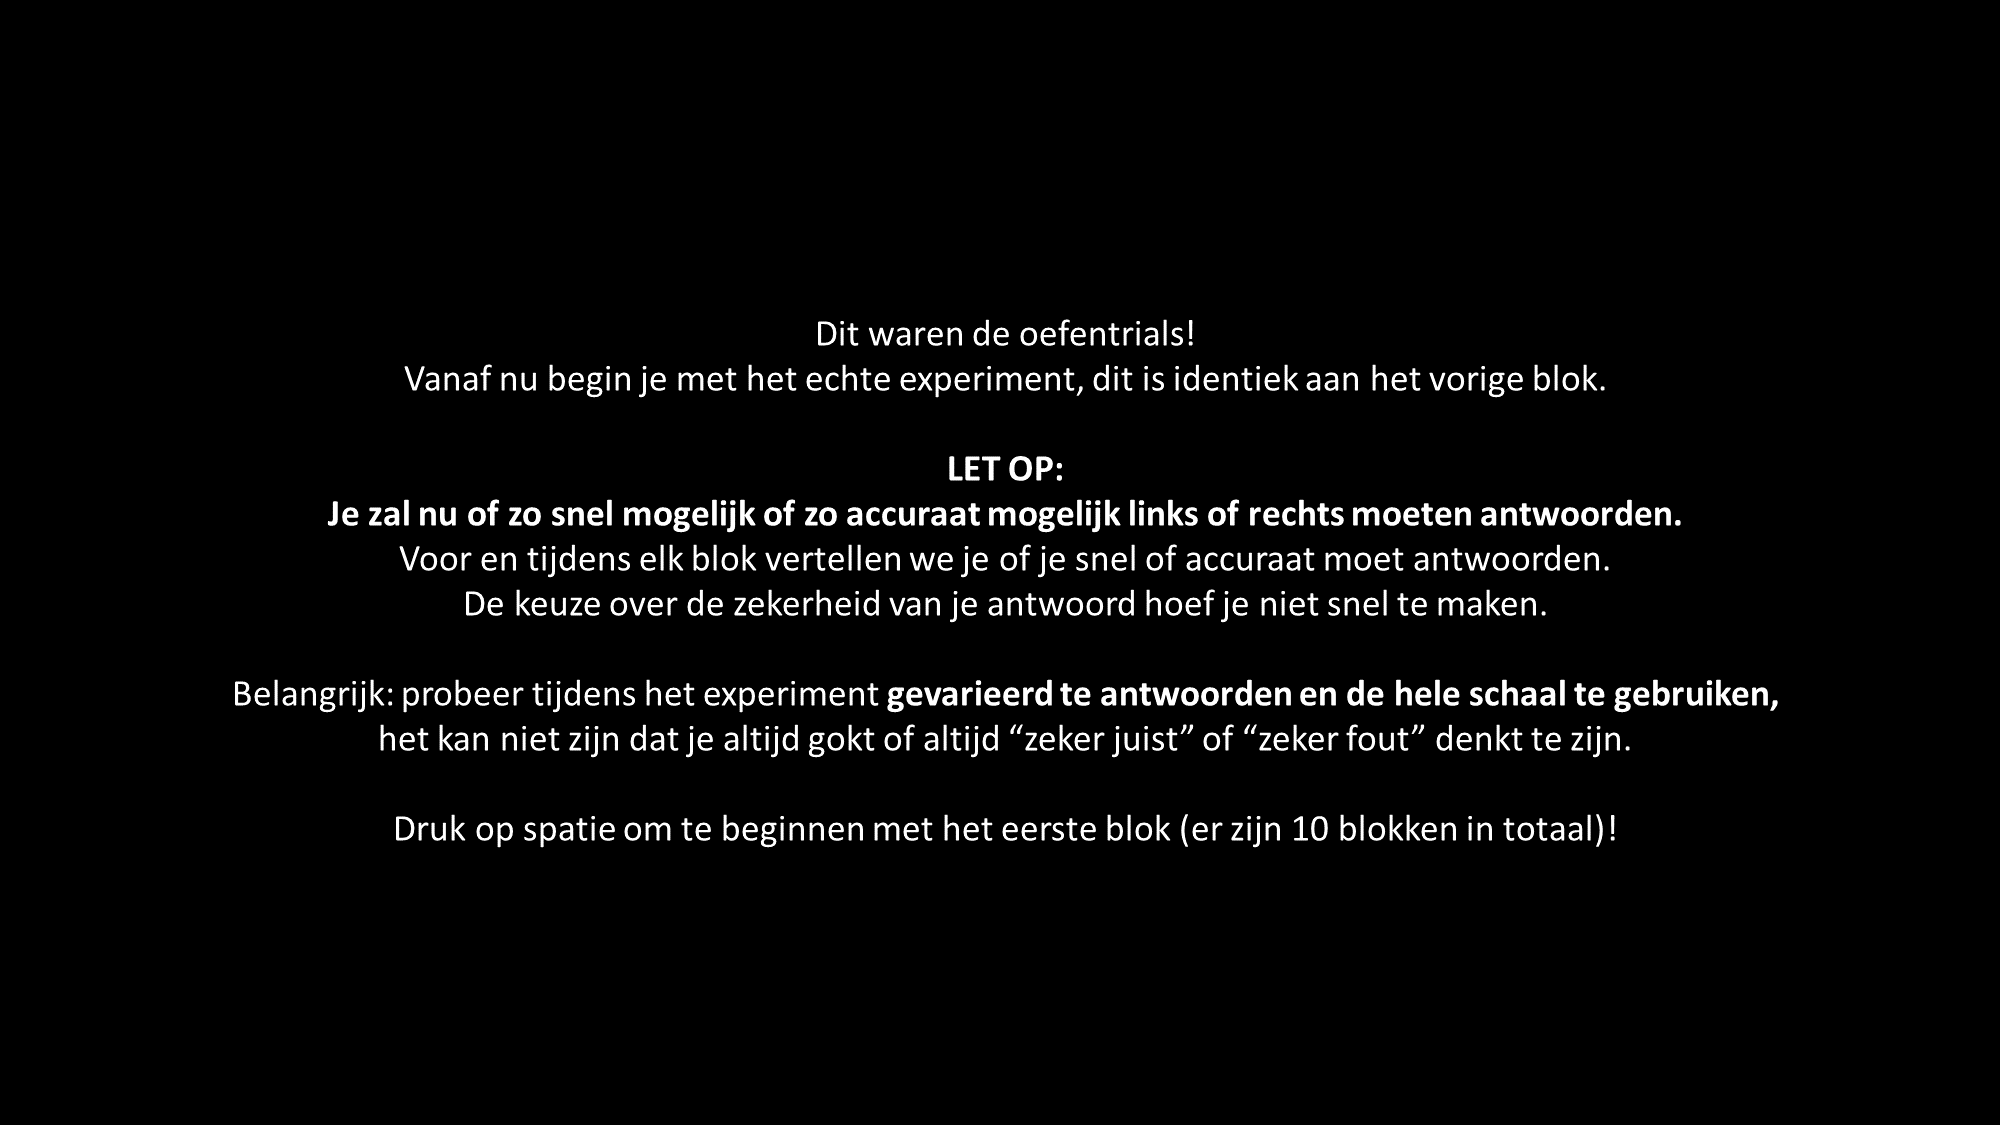 Dit waren de oefentrials!
Vanaf nu begin je met het echte experiment, dit is identiek aan het vorige blok.
LET OP:
Je zal nu of zo snel mogelijk of zo accuraat mogelijk links of rechts moeten antwoorden.
Voor en tijdens elk blok vertellen we je of je snel of accuraat moet antwoorden.
De keuze over de zekerheid van je antwoord hoef je niet snel te maken.
Belangrijk: probeer tijdens het experiment gevarieerd te antwoorden en de hele schaal te gebruiken,
het kan niet zijn dat je altijd gokt of altijd “zeker juist” of “zeker fout” denkt te zijn.
Druk op spatie om te beginnen met het eerste blok (er zijn 10 blokken in totaal)!